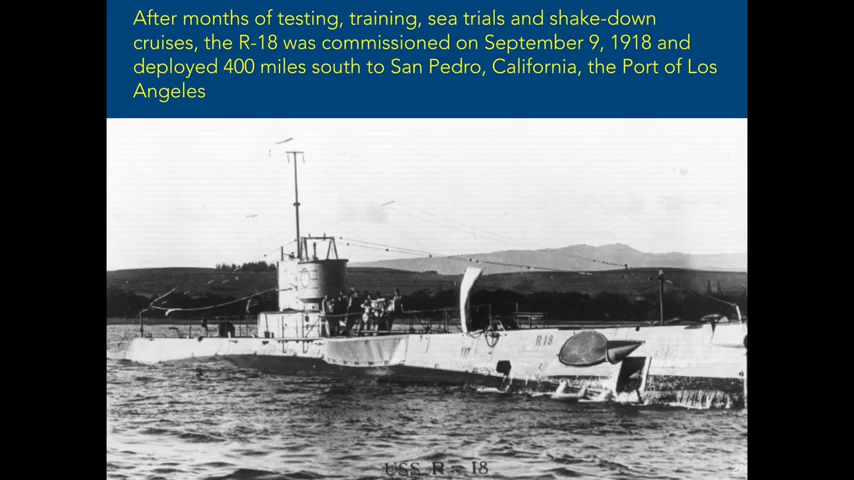 After months of testing, training, sea trials and shake-down
cruises, the R-18 was commissioned on September 9, 1918 and
deployed 400 miles south to San Pedro, California, the Port of Los
Angeles
R18
USS R-18